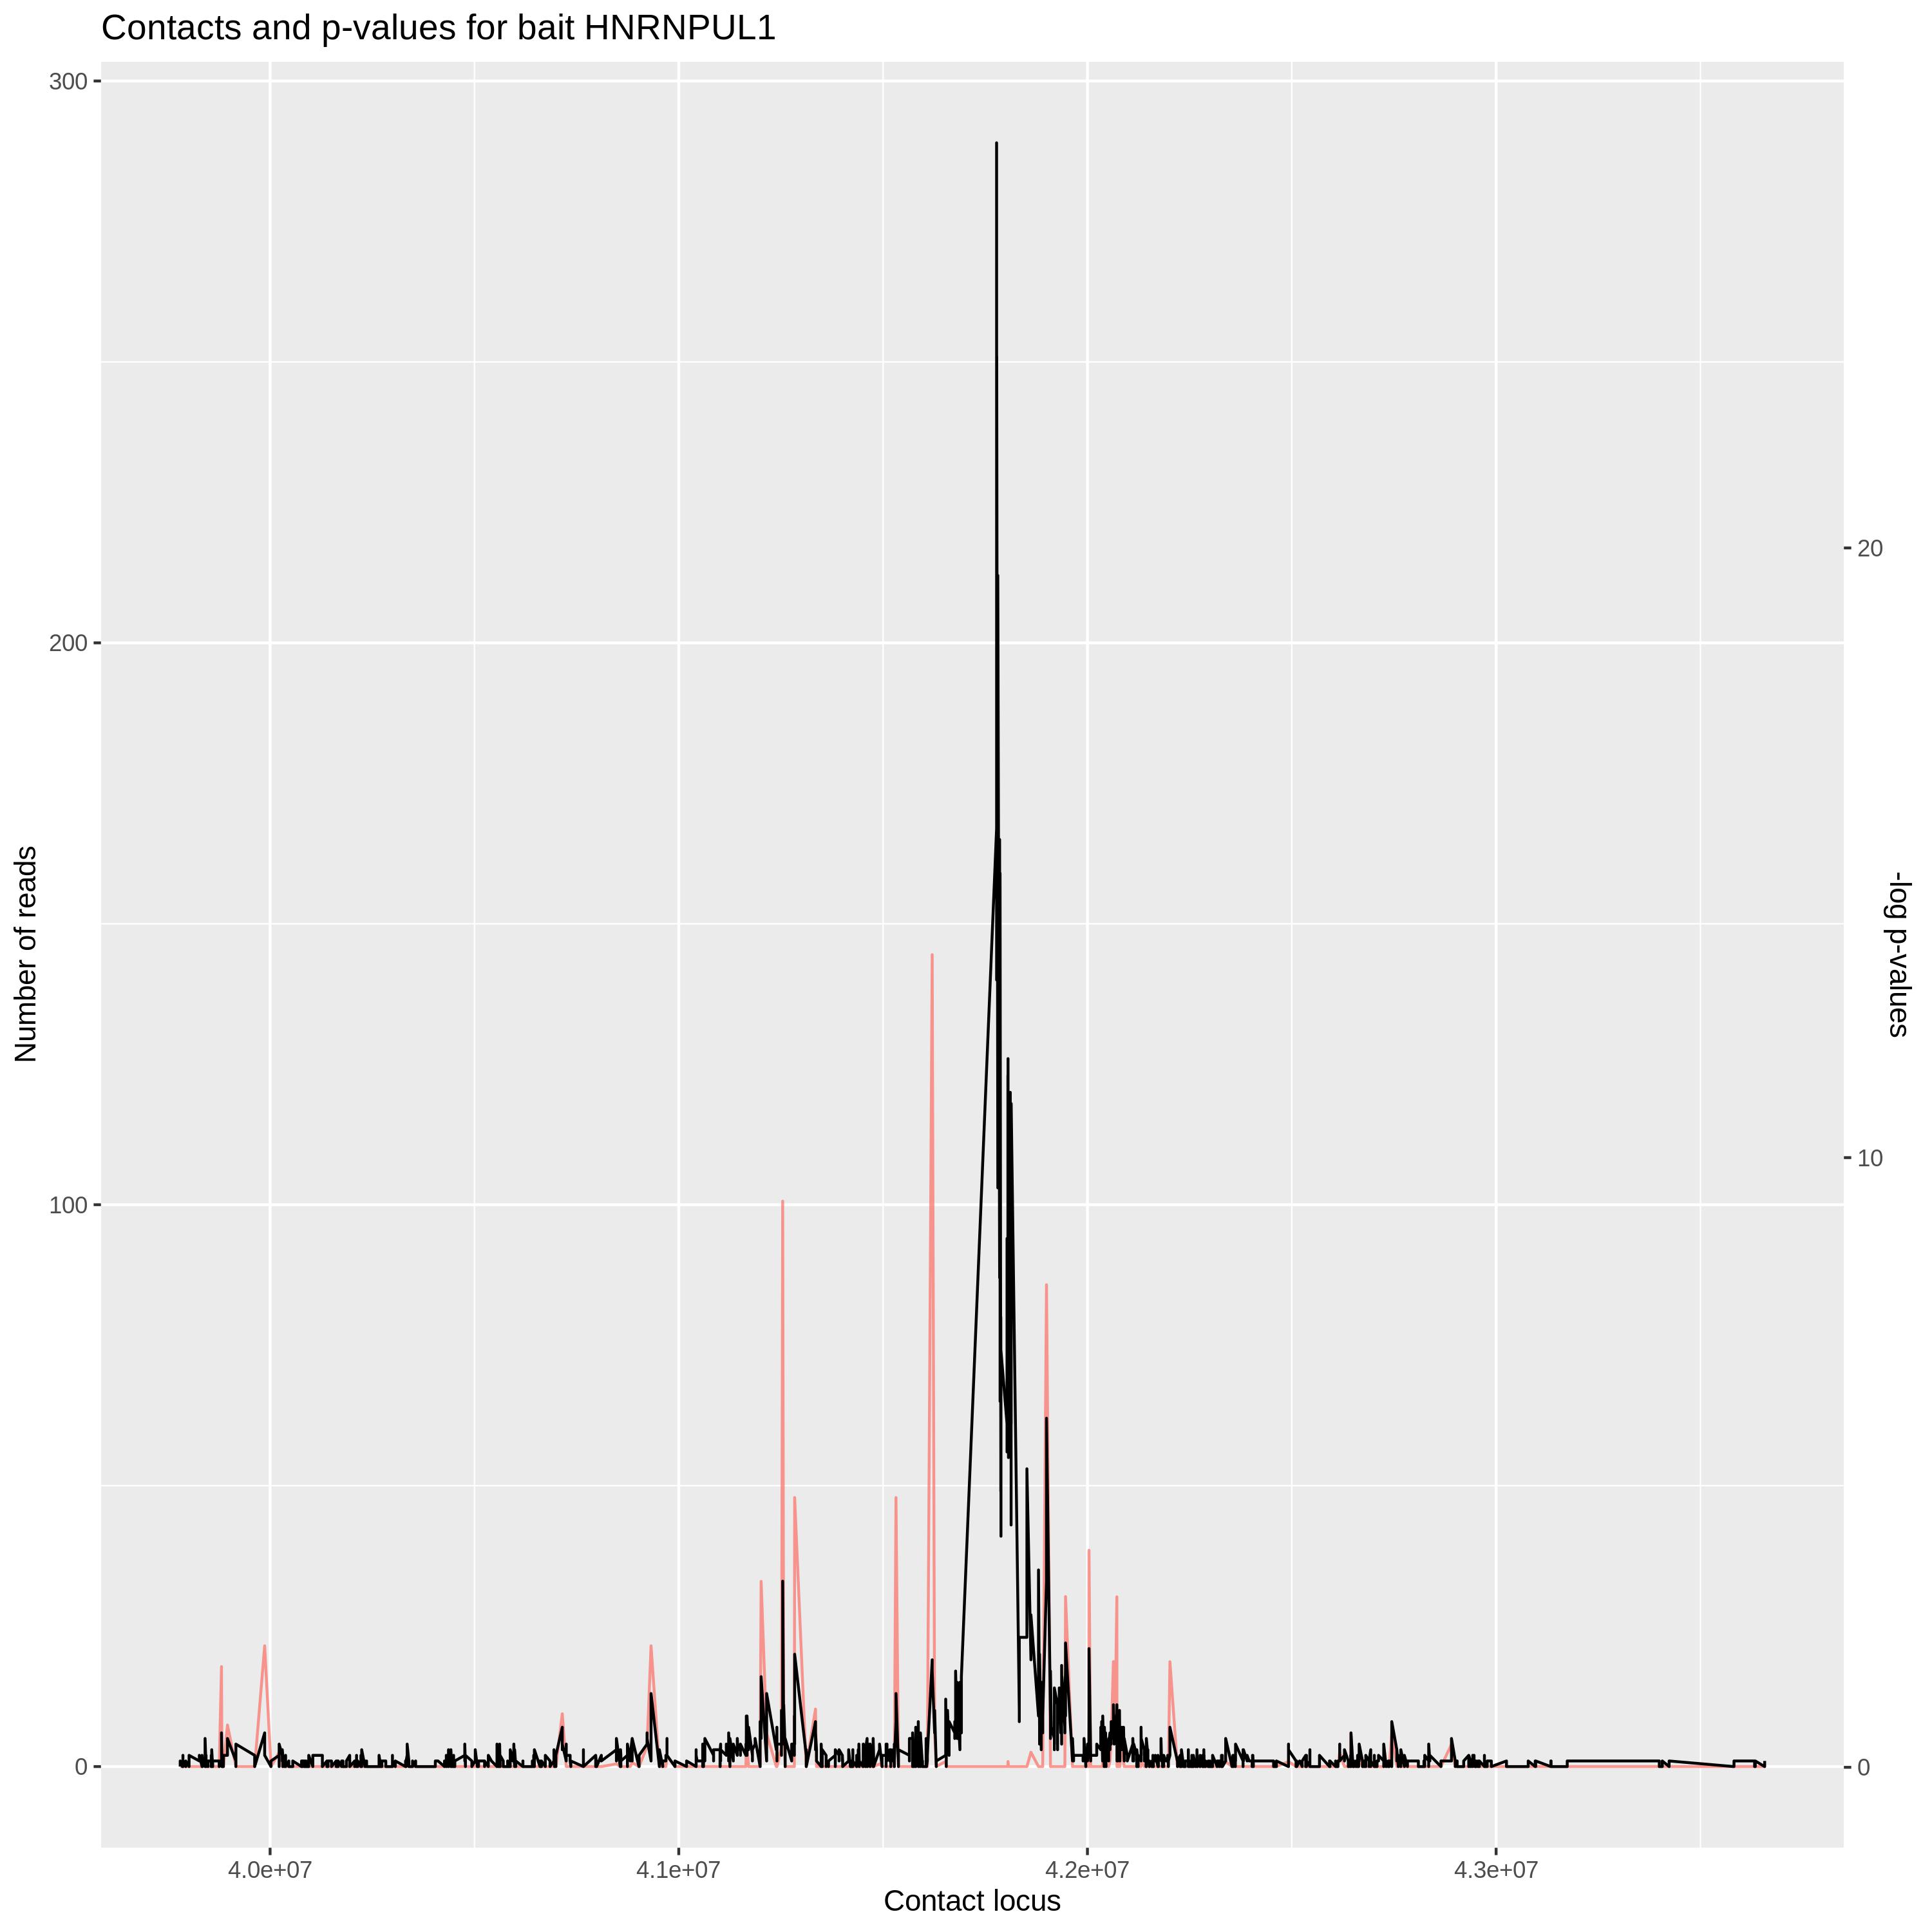 Contacts and p-values for bait HNRNPUL1
300
200
100
0
Number of reads
20
10
0
-log p-values
4.0e+07
4.1e+07
4.2e+07
4.3e+07
Contact locus